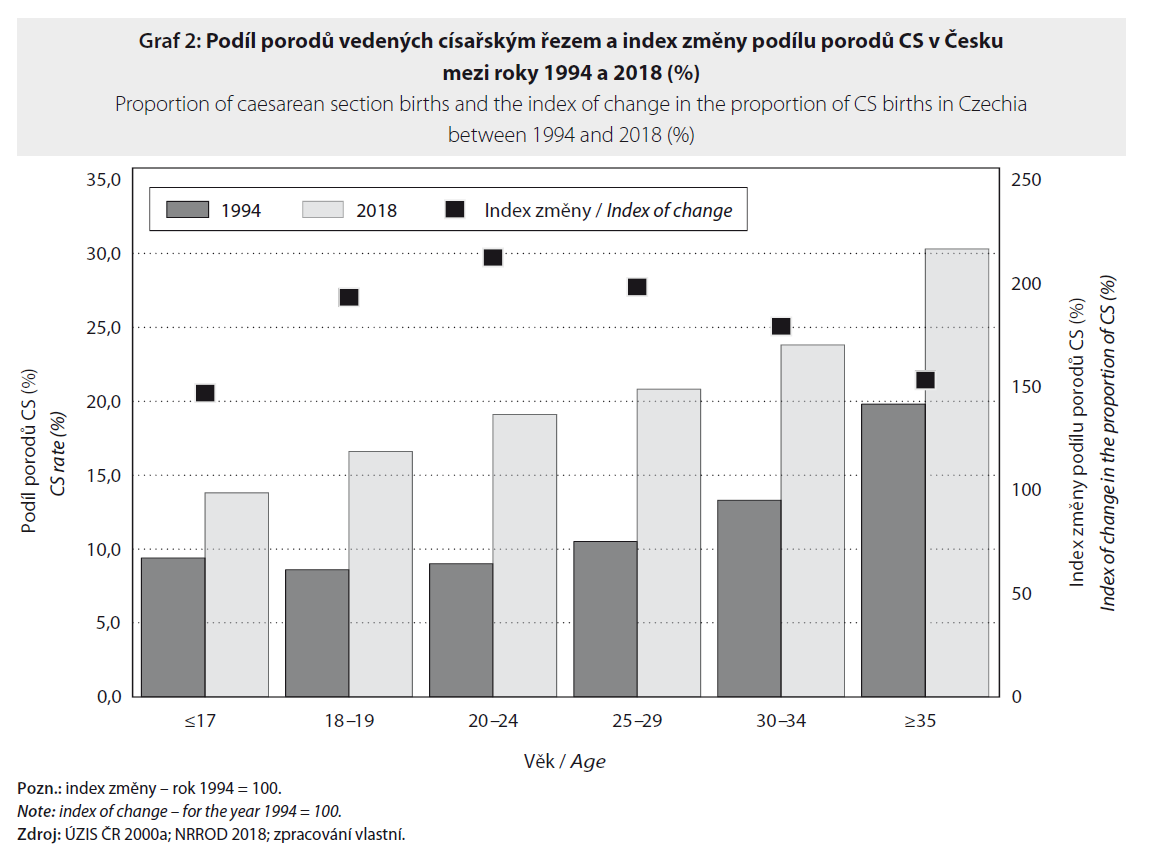 Graf 2: Podíl porodů vedených císařským řezem a index změny podílu porodů CS v Česku
mezi roky 1994 a 2018 (%)
Proportion of caesarean section births and the index of change in the proportion of CS births in Czechia
between 1994 and 2018 (%)
35,0
30,0
25,0
20,0
15,0
10,0
5,0
0,0
Podíl porodů CS (%)
CS rate (%)
1994
2018
Index změny / Index of change
250
200
150
100
50
0
Index změny podílu porodů CS (%)
Index of change in the proportion of CS (%)
≤17
18–19
20–24
25–29
30–34
≥35
Věk / Age
Pozn.: index změny – rok 1994 = 100.
Note: index of change – for the year 1994 = 100.
Zdroj: ÚZIS ČR 2000a; NRROD 2018; zpracování vlastní.